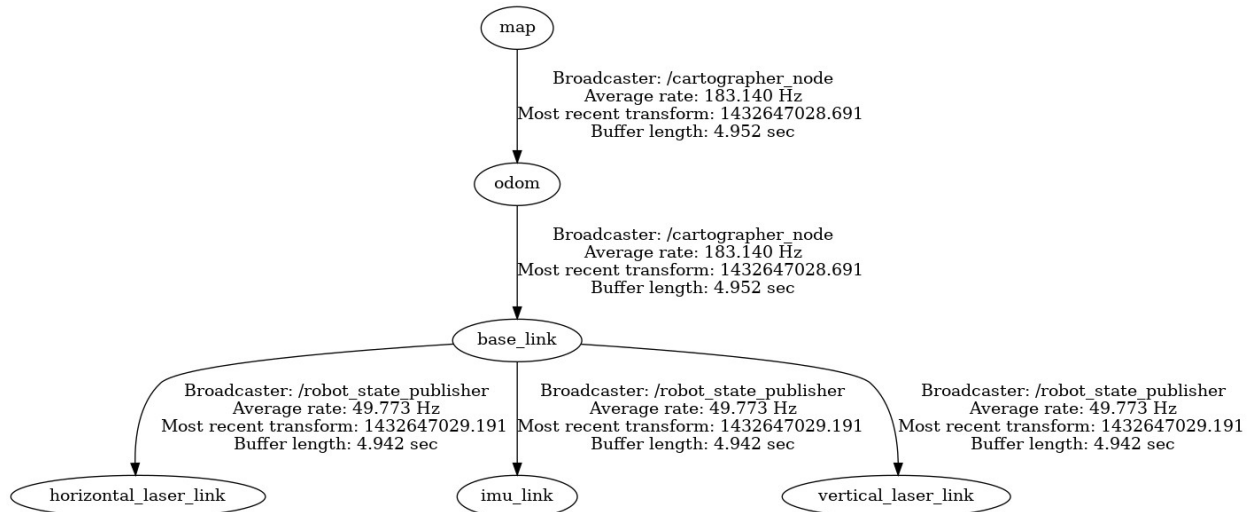 map
Broadcaster: /cartographer_node
Average rate: 183.140 Hz
Most recent transform: 1432647028.691
Buffer length: 4.952 sec
odom
Broadcaster: /cartographer_node
Average rate: 183.140 Hz
Most recent transform: 1432647028.691
Buffer length: 4.952 sec
base_link
Broadcaster: /robot_state_publisher
Average rate: 49.773 Hz
Most recent transform: 1432647029.191
Buffer length: 4.942 sec
Broadcaster: /robot_state_publisher
Average rate: 49.773 Hz
Most recent transform: 1432647029.191
Buffer length: 4.942 sec
Broadcaster: /robot_state_publisher
Average rate: 49.773 Hz
Most recent transform: 1432647029.191
Buffer length: 4.942 sec
horizontal_laser_link
imu_link
vertical_laser_link